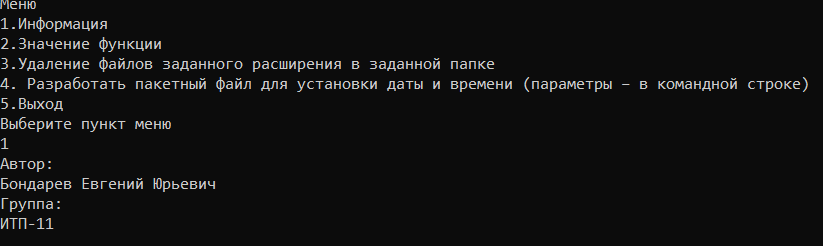 Меню
1.Информация
2.Значение функции
3.Удаление файлов заданного расширения в заданной папке
4. Разработать пакетный файл для установки даты и времени (параметры – в командной строке)
5.Выход
Выберите пункт меню
1
Автор:
Бондарев Евгений Юрьевич
Группа:
ИТП-11